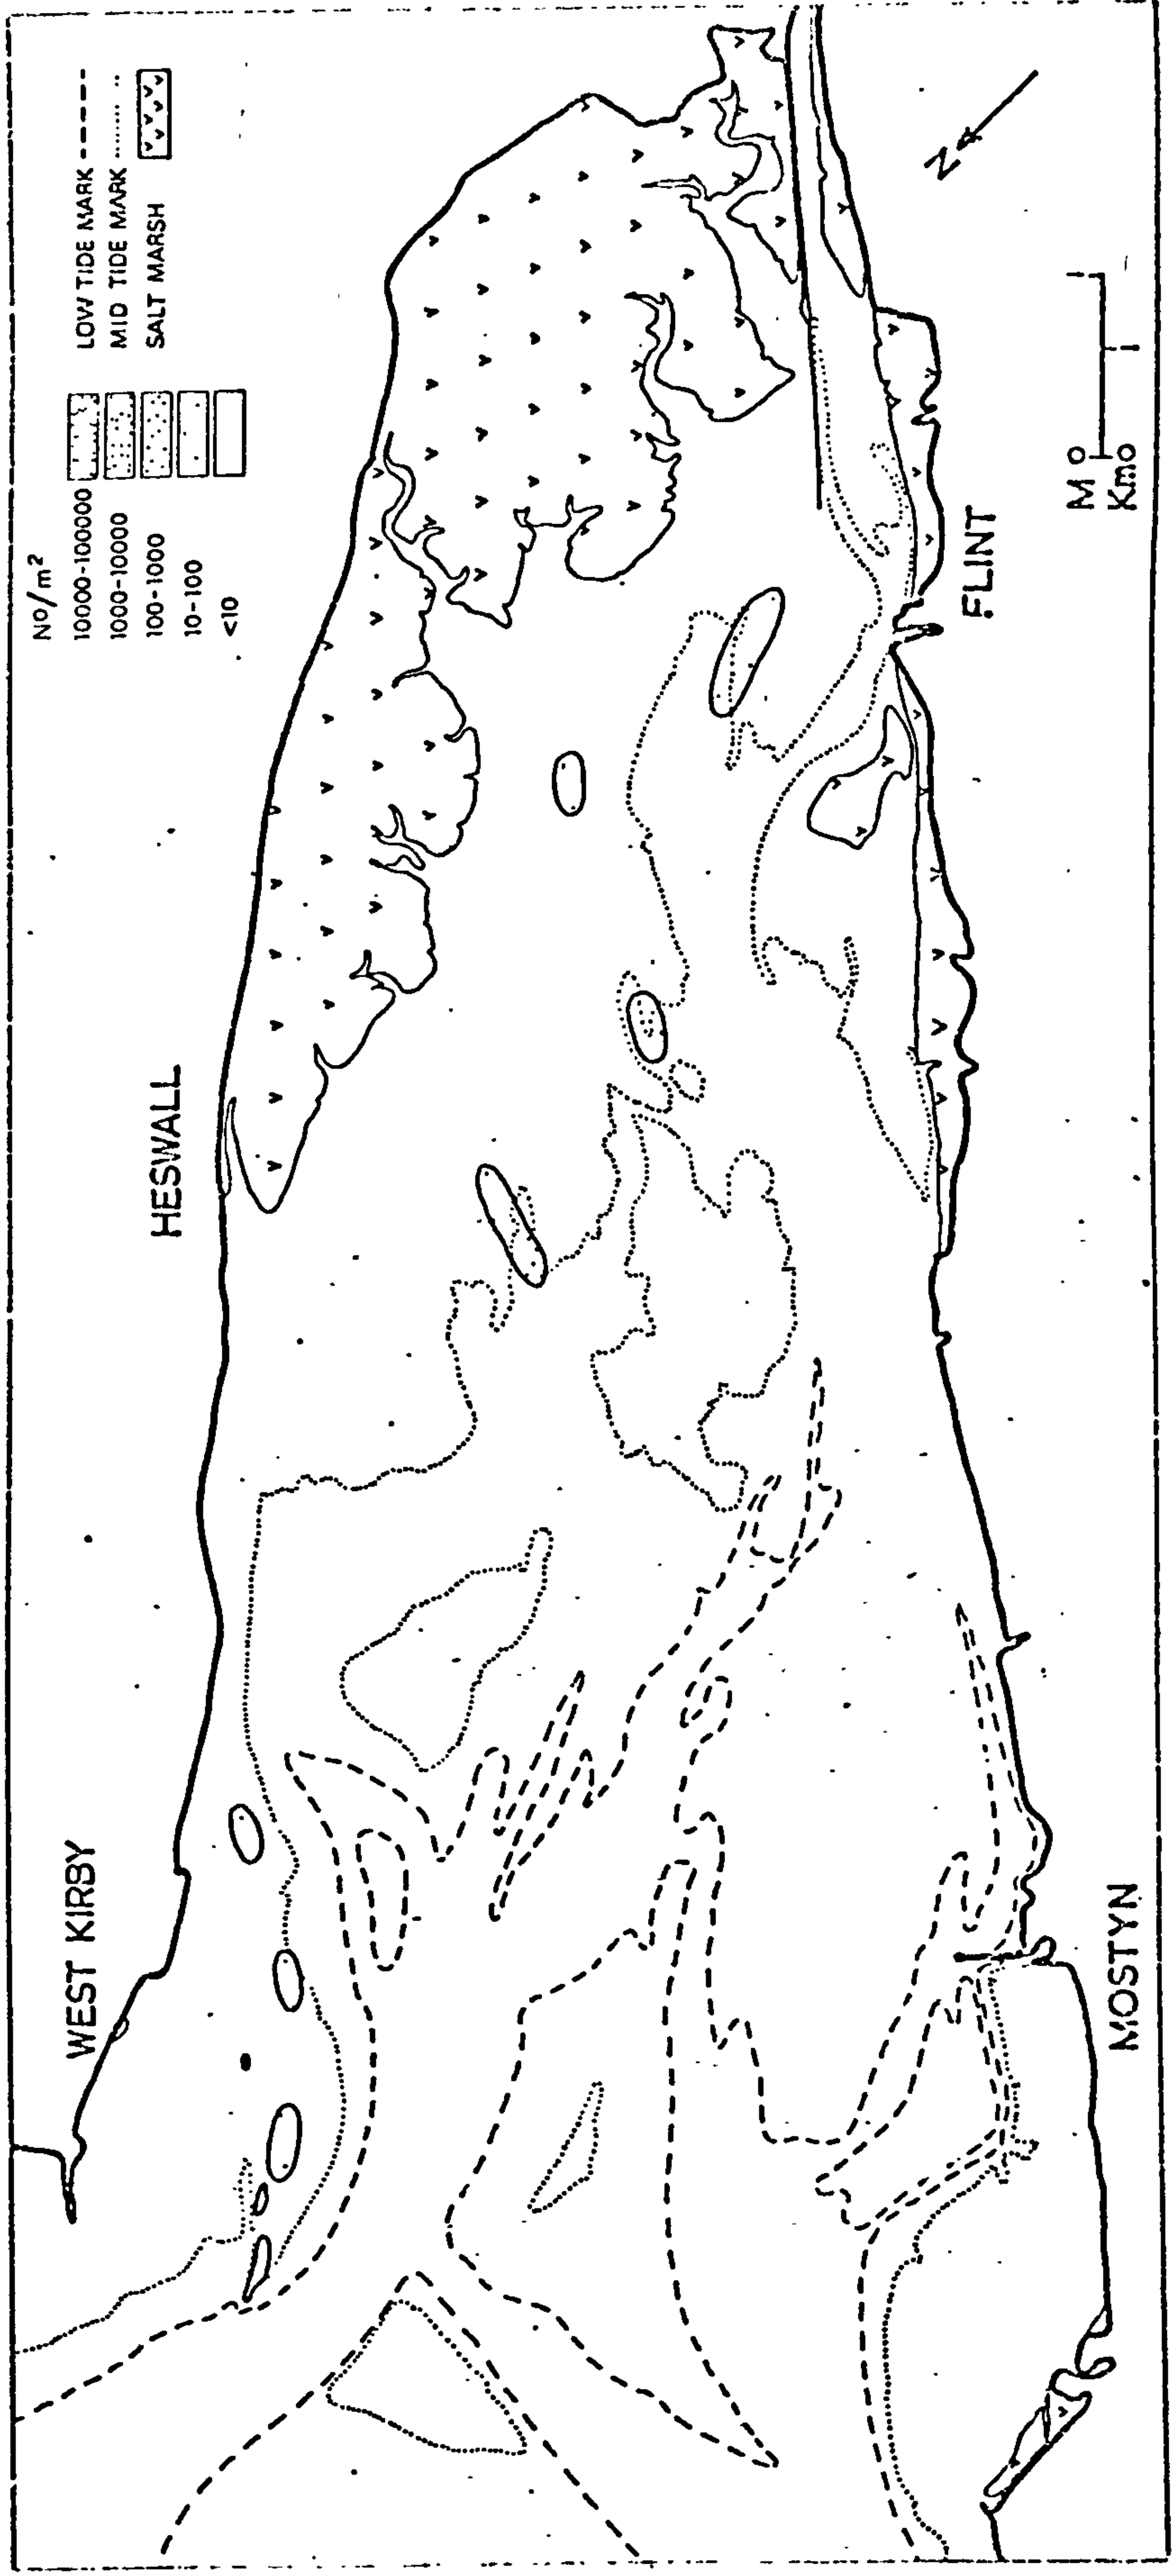 No/m²
10000-100000
1000-10000
100-1000
10-100
<10
LOW TIDE MARK
MID TIDE MARK
SALT MARSH
WEST KIRBY
HESWALL
FLINT
MOSTYN
N
M 0 1
Km 0 1